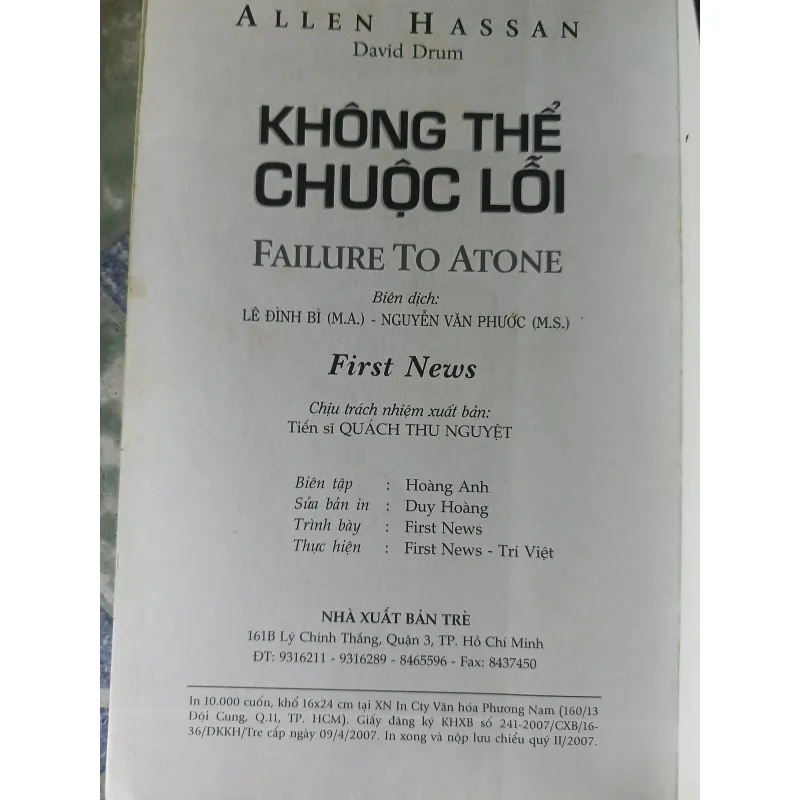 ALLEN HASSAN
David Drum
KHÔNG THỂ
CHUỘC LỖI
FAILURE TO ATONE
Biên dịch:
LÊ ĐÌNH BÌ (M.A.) - NGUYỄN VĂN PHƯỚC (M.S.)
First News
Chịu trách nhiệm xuất bản:
Tiến sĩ QUÁCH THU NGUYỆT
Biên tập : Hoàng Anh
Sửa bản in : Duy Hoàng
Trình bày : First News
Thực hiện : First News - Trí Việt
NHÀ XUẤT BẢN TRẺ
161B Lý Chính Thắng, Quận 3, TP. Hồ Chí Minh
ĐT: 9316211 - 9316289 - 8465596 - Fax: 8437450
In 10.000 cuốn, khổ 16x24 cm tại XN In Cty Văn hóa Phương Nam (160/13
Đội Cung, Q.11, TP. HCM). Giấy đăng ký KHXB số 241-2007/CXB/16-
36/ĐKKH/Tre cấp ngày 09/4/2007. In xong và nộp lưu chiểu quý II/2007.